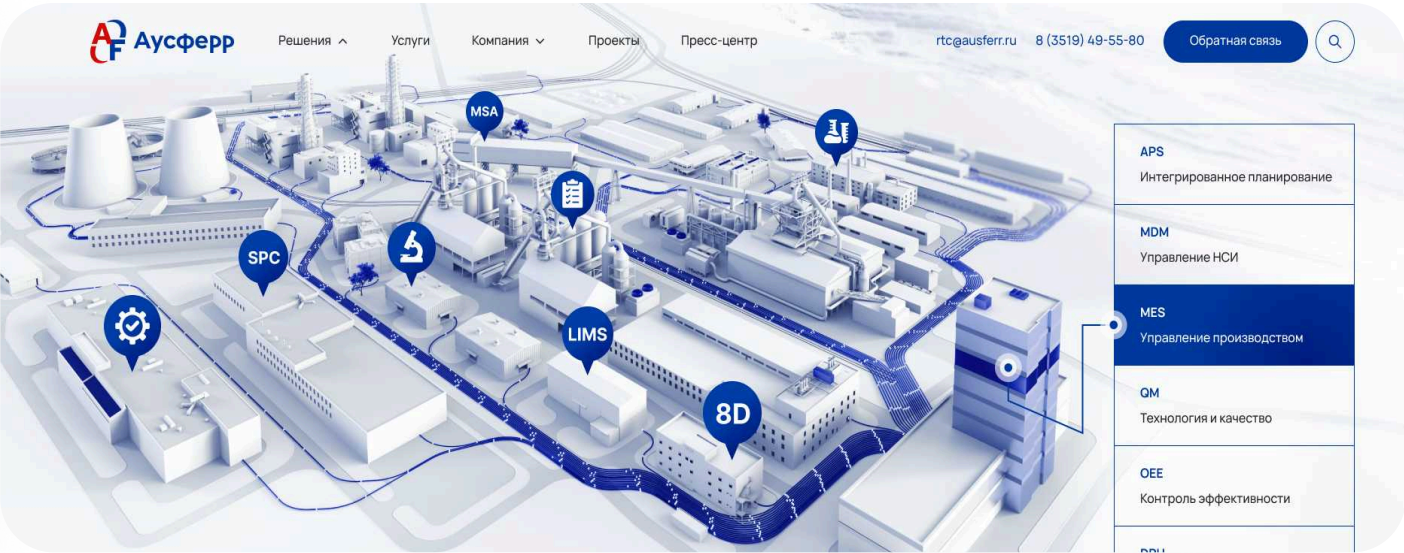 Аусферр
Решения
Услуги
Компания
Проекты
Пресс-центр
rtc@ausferr.ru
8 (3519) 49-55-80
Обратная связь
MSA
SPC
LIMS
8D
APS
Интегрированное планирование
MDM
Управление НСИ
MES
Управление производством
QM
Технология и качество
OEE
Контроль эффективности